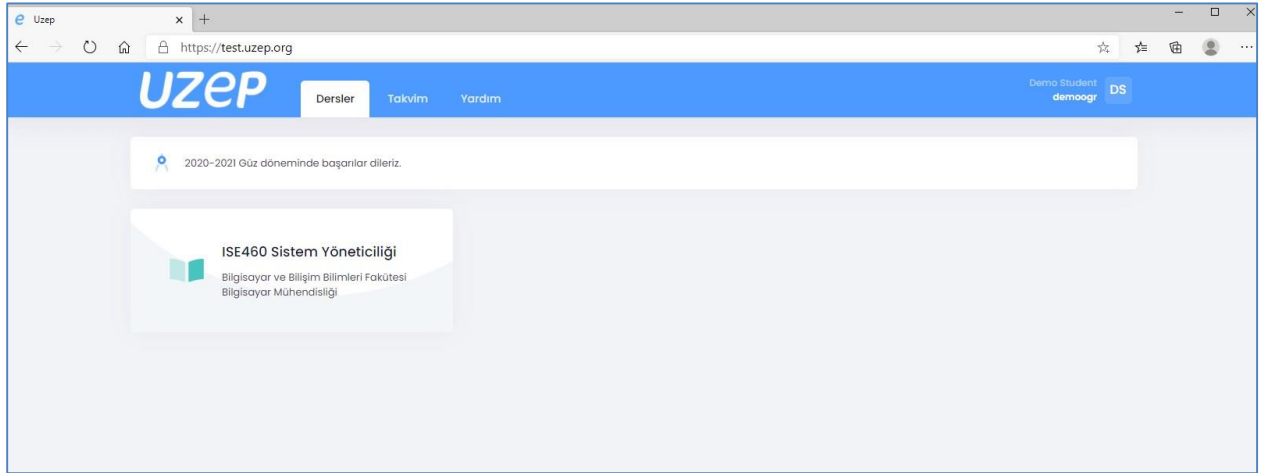 Uzep
https://test.uzep.org
uzep
Dersler Takvim Yardım
Demo Student
demoogr
DS
2020-2021 Güz döneminde başarılar dileriz.
ISE460 Sistem Yöneticiliği
Bilgisayar ve Bilişim Bilimleri Fakütesi
Bilgisayar Mühendisliği